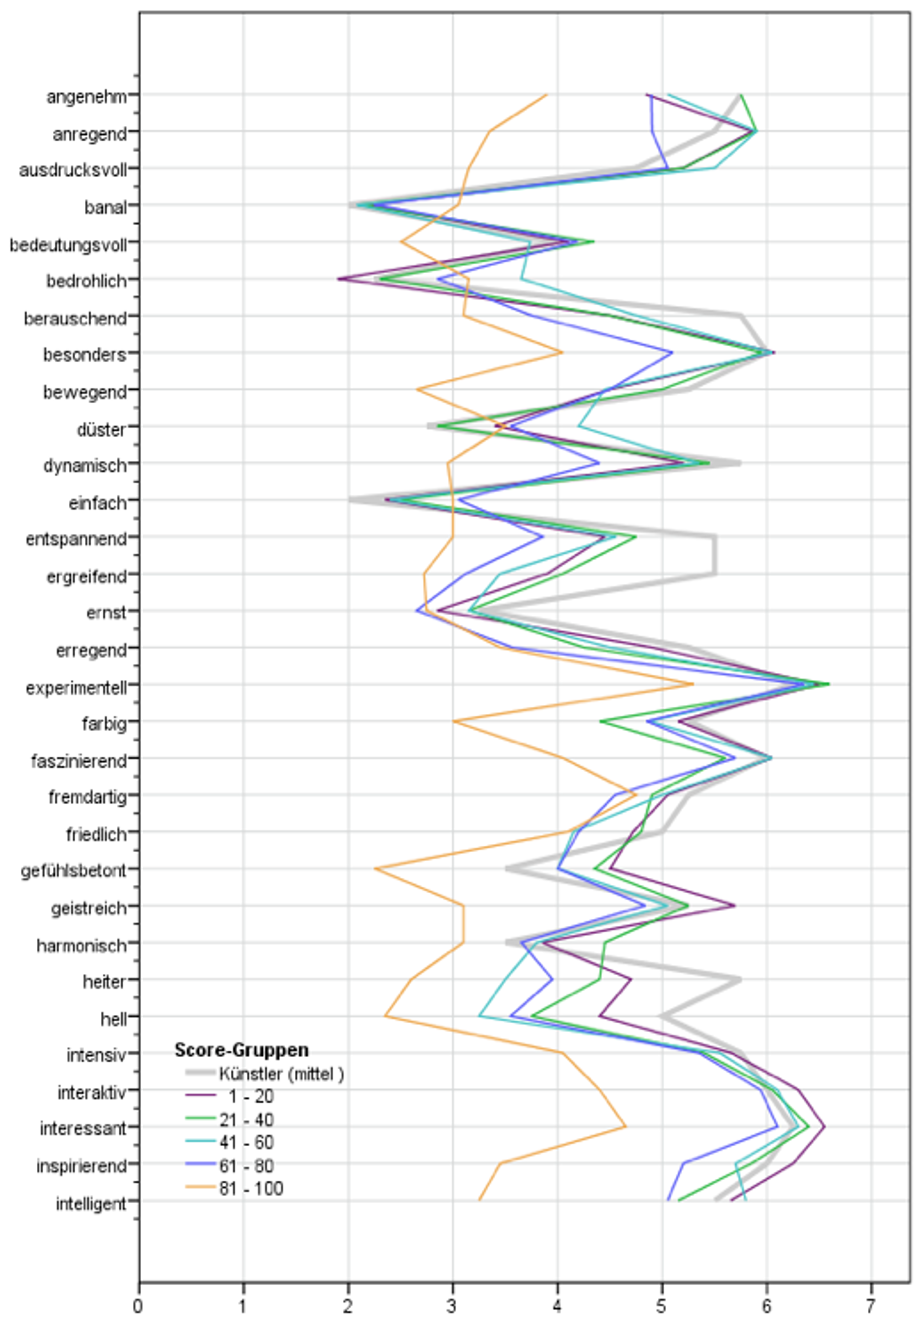 angenehm
anregend
ausdrucksvoll
banal
bedeutungsvoll
bedrohlich
berauschend
besonders
bewegend
düster
dynamisch
einfach
entspannend
ergreifend
ernst
erregend
experimentell
farbig
faszinierend
fremdartig
friedlich
gefühlsbetont
geistreich
harmonisch
heiter
hell
intensiv
interaktiv
interessant
inspirierend
intelligent
Score-Gruppen
Künstler (mittel )
1 - 20
21 - 40
41 - 60
61 - 80
81 - 100
0 1 2 3 4 5 6 7